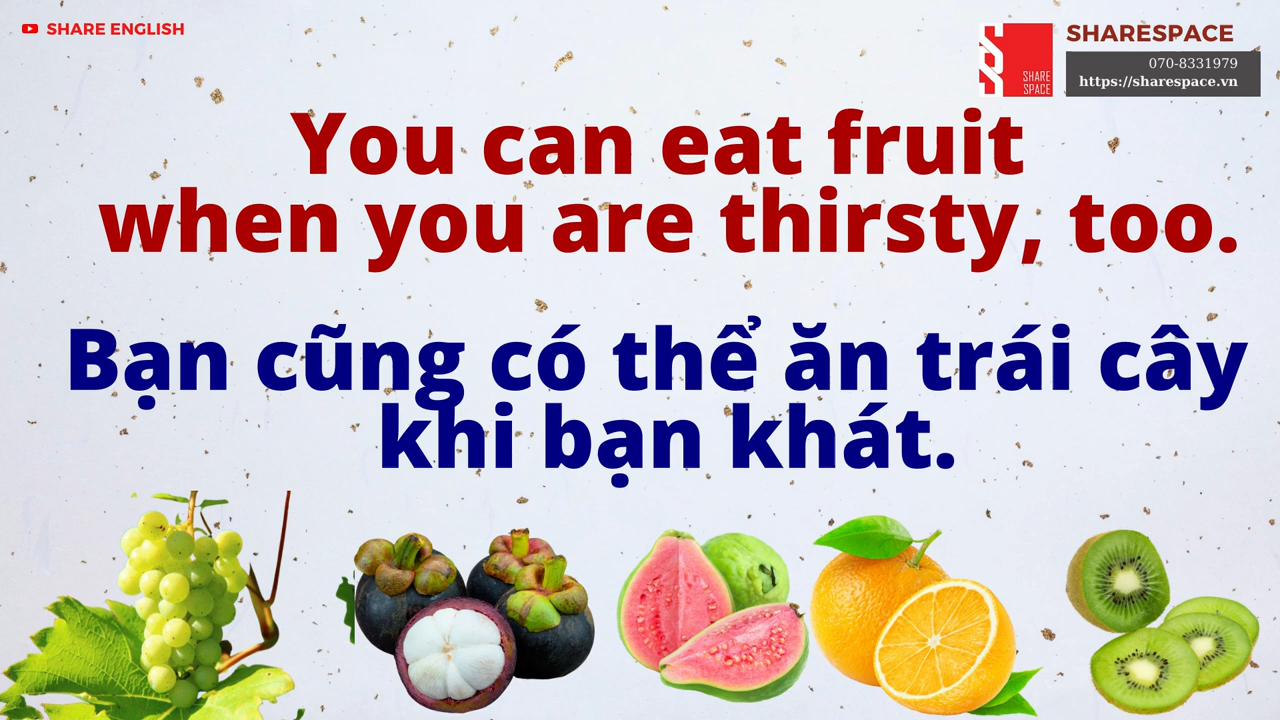 SHARE ENGLISH
SHARE
SPACE
SHARESPACE
070-8331979
https://sharespace.vn
You can eat fruit
when you are thirsty, too.
Bạn cũng có thể ăn trái cây
khi bạn khát.